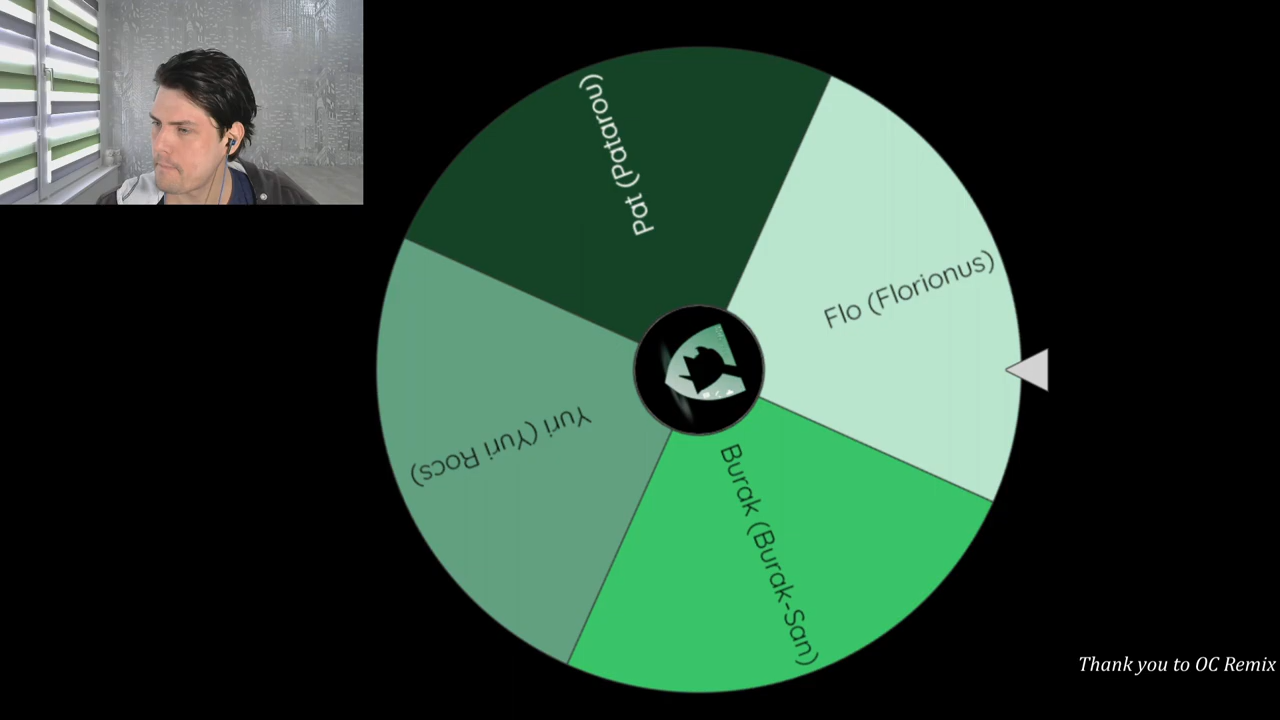 Pat (Patarou)
Flo (Florionus)
Yuri (Yuri Rocs)
Burak (Burak-San)
Thank you to OC Remix